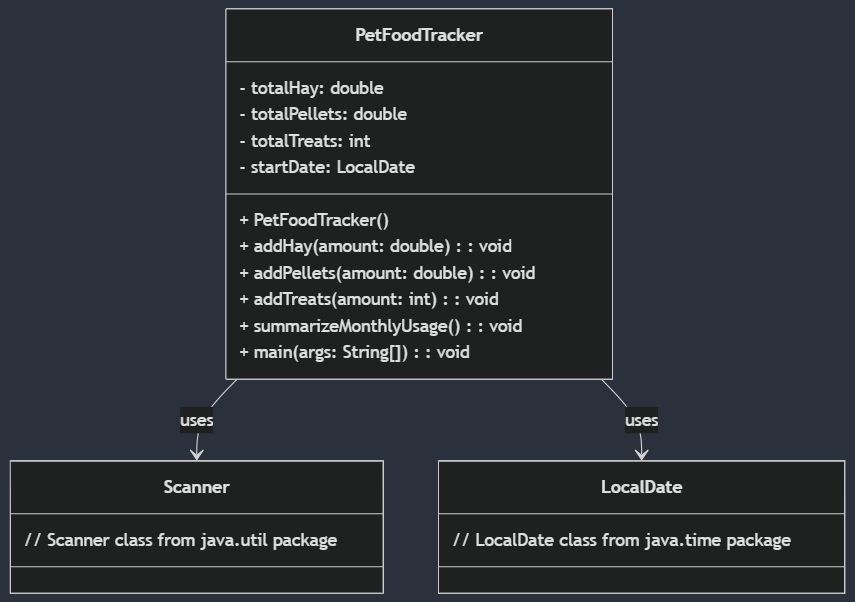 PetFoodTracker
- totalHay: double
- totalPellets: double
- totalTreats: int
- startDate: LocalDate
+ PetFoodTracker()
+ addHay(amount: double) : : void
+ addPellets(amount: double) : : void
+ addTreats(amount: int) : : void
+ summarizeMonthlyUsage() : : void
+ main(args: String[]) : : void
uses
uses
Scanner
// Scanner class from java.util package
LocalDate
// LocalDate class from java.time package